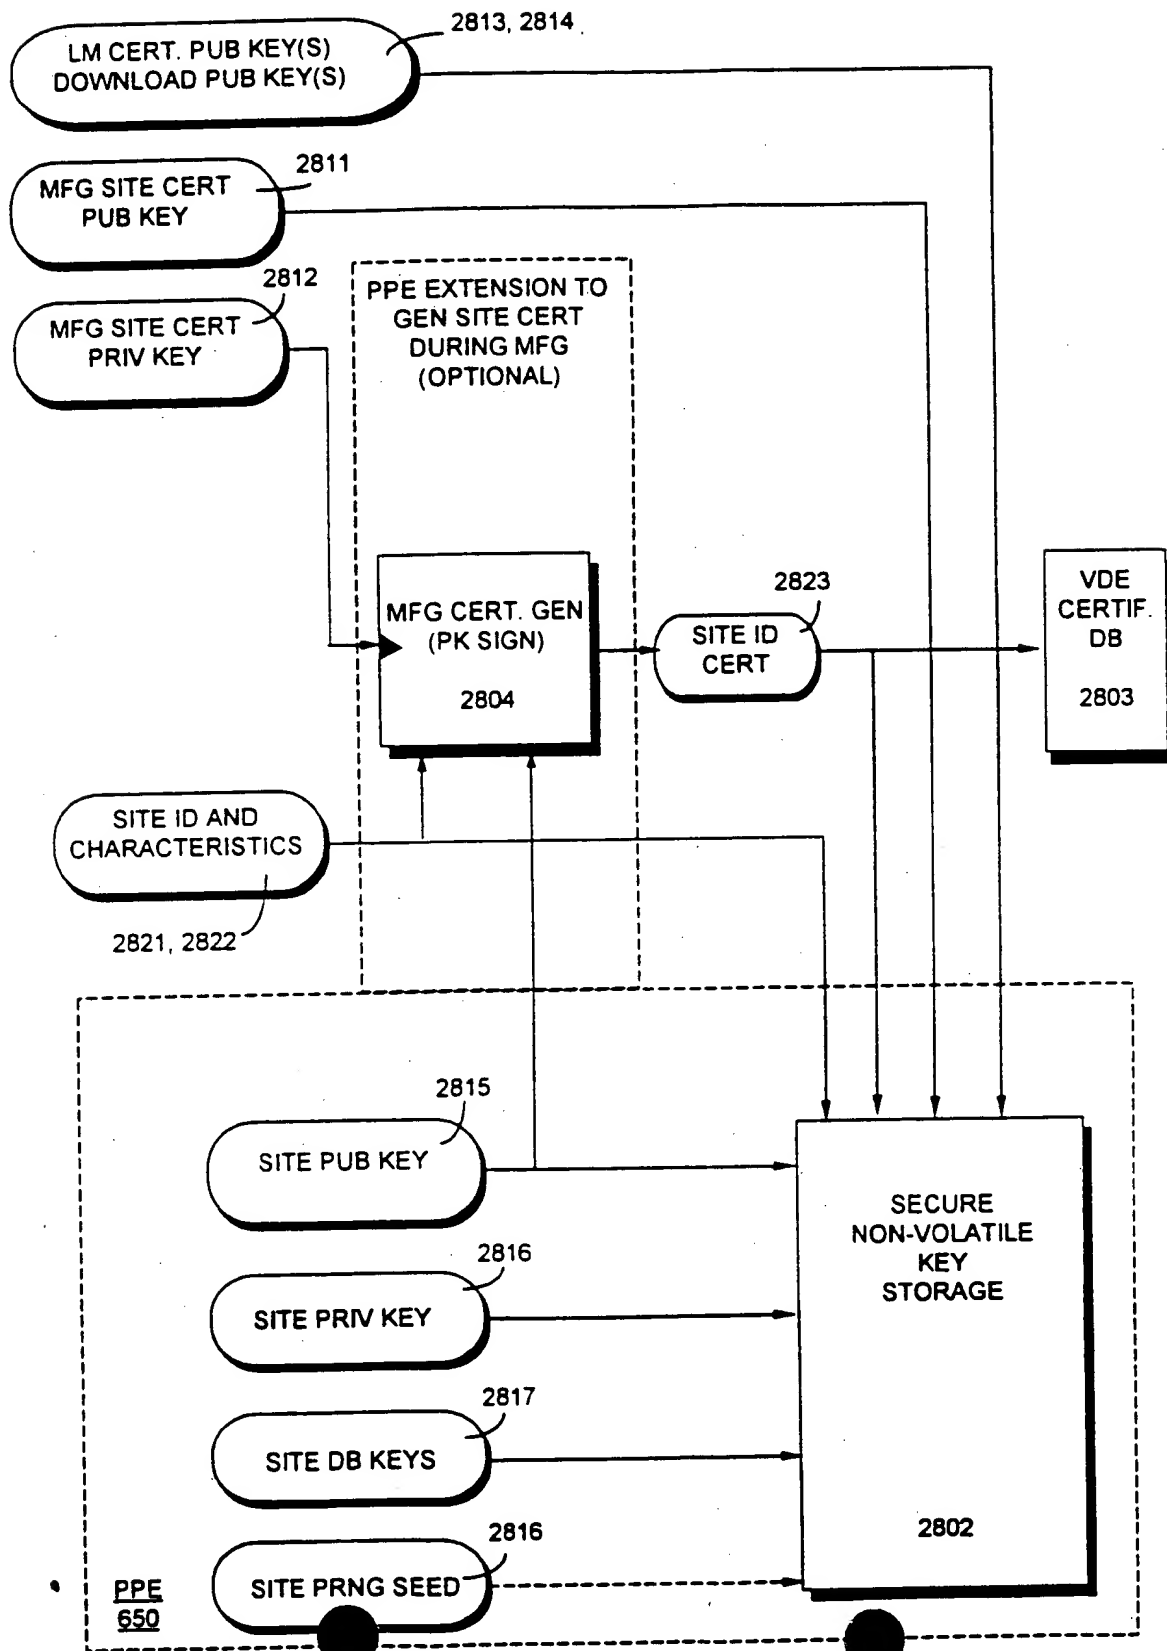 2813, 2814
LM CERT. PUB KEY(S)
DOWNLOAD PUB KEY(S)
2811
MFG SITE CERT
PUB KEY
2812
MFG SITE CERT
PRIV KEY
PPE EXTENSION TO
GEN SITE CERT
DURING MFG
(OPTIONAL)
MFG CERT. GEN
(PK SIGN)
2804
2823
SITE ID
CERT
VDE
CERTIF.
DB
2803
SITE ID AND
CHARACTERISTICS
2821, 2822
2815
SITE PUB KEY
2816
SITE PRIV KEY
2817
SITE DB KEYS
2816
SITE PRNG SEED
SECURE
NON-VOLATILE
KEY
STORAGE
2802
PPE
650